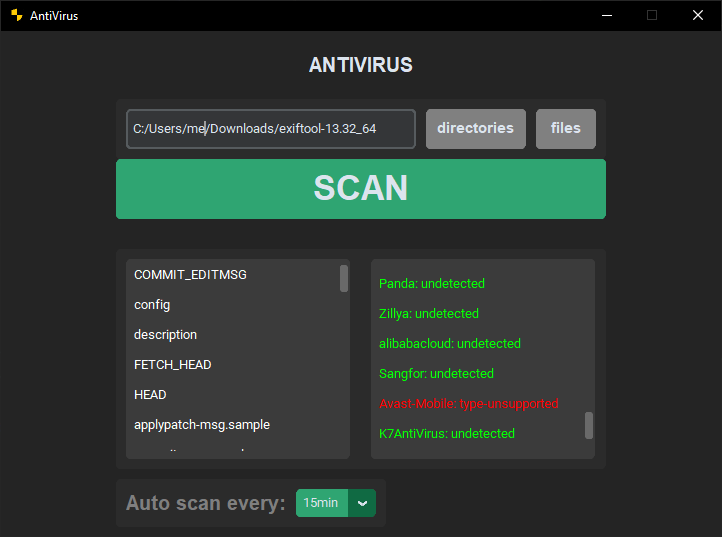 AntiVirus
ANTIVIRUS
C:/Users/me/Downloads/exiftool-13.32_64
directories
files
SCAN
COMMIT_EDITMSG
config
description
FETCH_HEAD
HEAD
applypatch-msg.sample
Panda: undetected
Zillya: undetected
alibabacloud: undetected
Sangfor: undetected
Avast-Mobile: type-unsupported
K7AntiVirus: undetected
Auto scan every:
15min